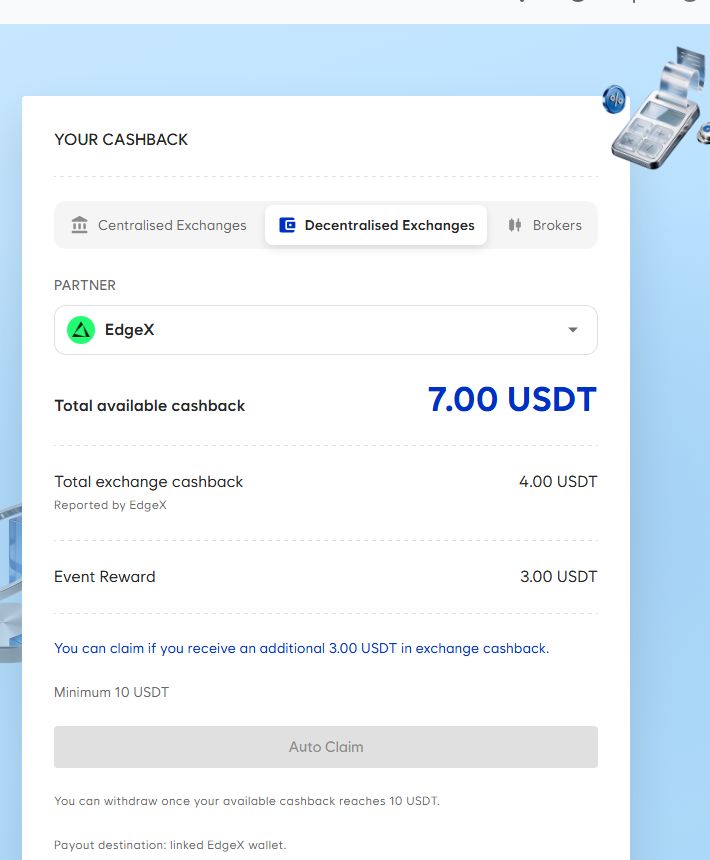 YOUR CASHBACK
Centralised Exchanges
Decentralised Exchanges
Brokers
PARTNER
EdgeX
Total available cashback
7.00 USDT
Total exchange cashback
4.00 USDT
Reported by EdgeX
Event Reward
3.00 USDT
You can claim if you receive an additional 3.00 USDT in exchange cashback.
Minimum 10 USDT
Auto Claim
You can withdraw once your available cashback reaches 10 USDT.
Payout destination: linked EdgeX wallet.